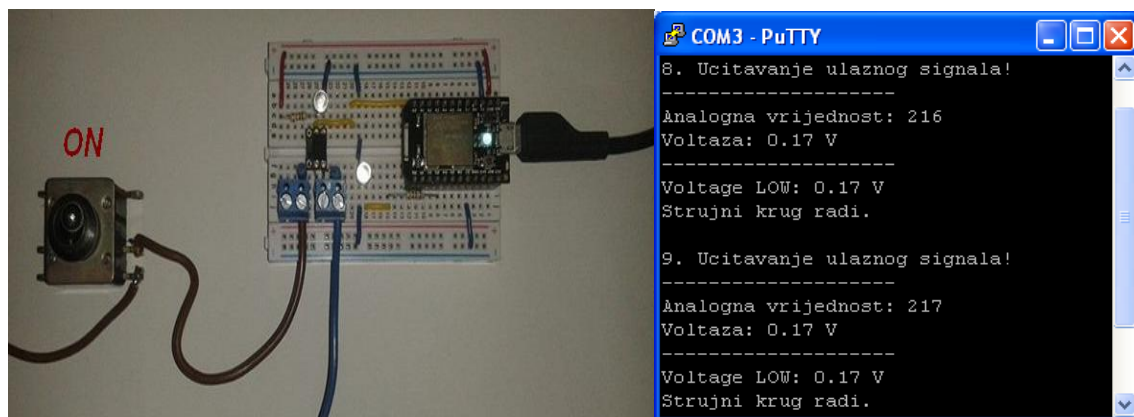 ON
COM3 - PuTTY
8. Ucitavanje ulaznog signala!
--------------------
Analogna vrijednost: 216
Voltaza: 0.17 V
--------------------
Voltage LOW: 0.17 V
Strujni krug radi.
9. Ucitavanje ulaznog signala!
--------------------
Analogna vrijednost: 217
Voltaza: 0.17 V
--------------------
Voltage LOW: 0.17 V
Strujni krug radi.